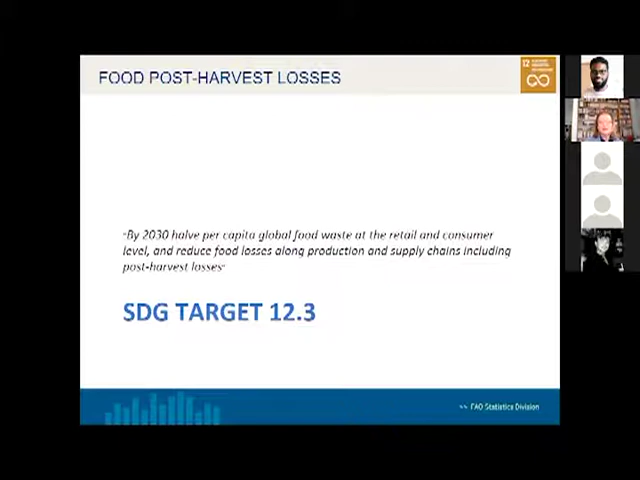 FOOD POST-HARVEST LOSSES
12
"By 2030 halve per capita global food waste at the retail and consumer
level, and reduce food losses along production and supply chains including
post-harvest losses"
SDG TARGET 12.3
>> FAO Statistics Division